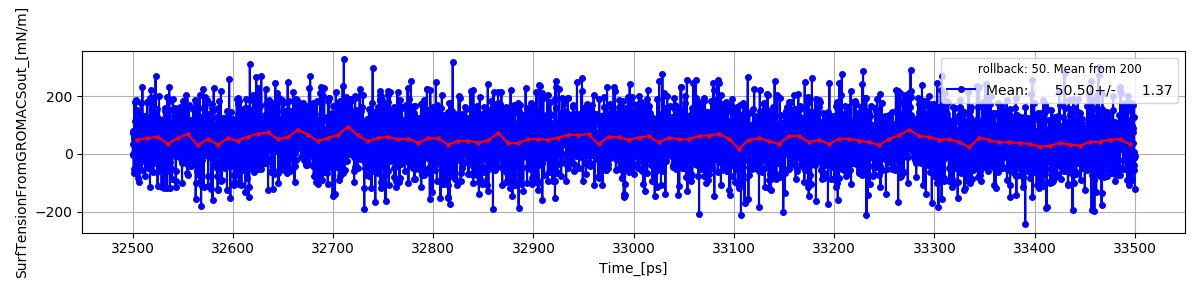 SurfTensionFromGROMACSout_[mN/m]
200
0
−200
rollback: 50. Mean from 200
Mean: 50.50+/- 1.37
32500 32600 32700 32800 32900 33000 33100 33200 33300 33400 33500
Time_[ps]